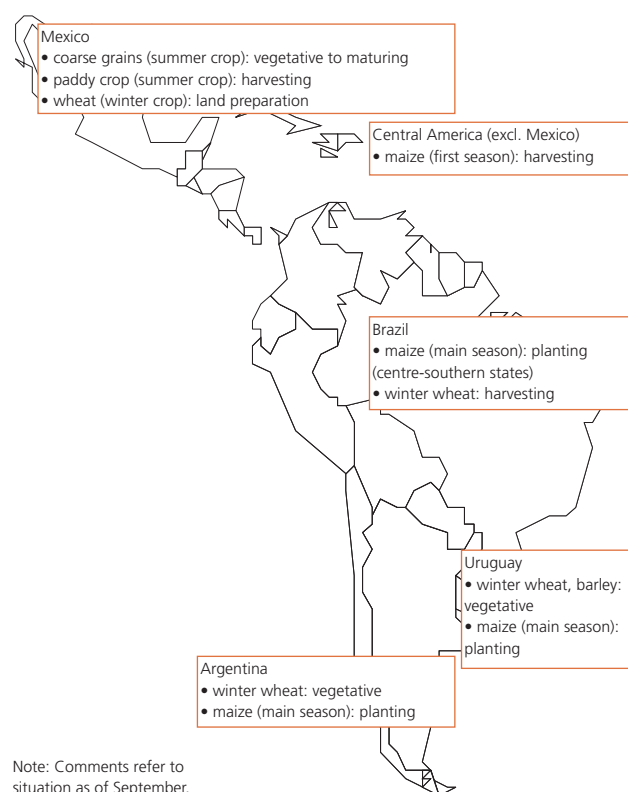 Mexico
• coarse grains (summer crop): vegetative to maturing
• paddy crop (summer crop): harvesting
• wheat (winter crop): land preparation
Central America (excl. Mexico)
• maize (first season): harvesting
Brazil
• maize (main season): planting
(centre-southern states)
• winter wheat: harvesting
Uruguay
• winter wheat, barley:
vegetative
• maize (main season):
planting
Argentina
• winter wheat: vegetative
• maize (main season): planting
Note: Comments refer to
situation as of September.